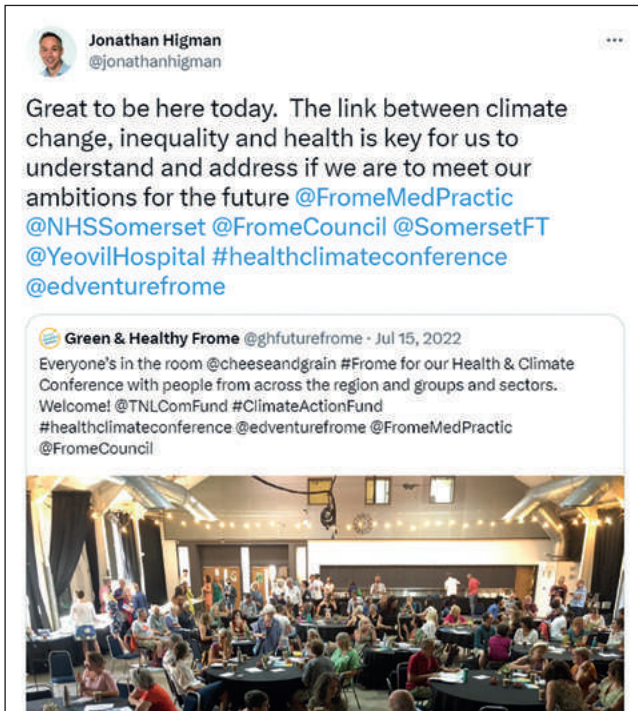 Jonathan Higman
@jonathanhigman
Great to be here today. The link between climate
change, inequality and health is key for us to
understand and address if we are to meet our
ambitions for the future @FromeMedPractic
@NHSSomerset @FromeCouncil @SomersetFT
@YeovilHospital #healthclimateconference
@edventurefrome
Green & Healthy Frome @ghfuturefrome · Jul 15, 2022
Everyone's in the room @cheeseandgrain #Frome for our Health & Climate
Conference with people from across the region and groups and sectors.
Welcome! @TNLComFund #ClimateActionFund
#healthclimateconference @edventurefrome @FromeMedPractic
@FromeCouncil